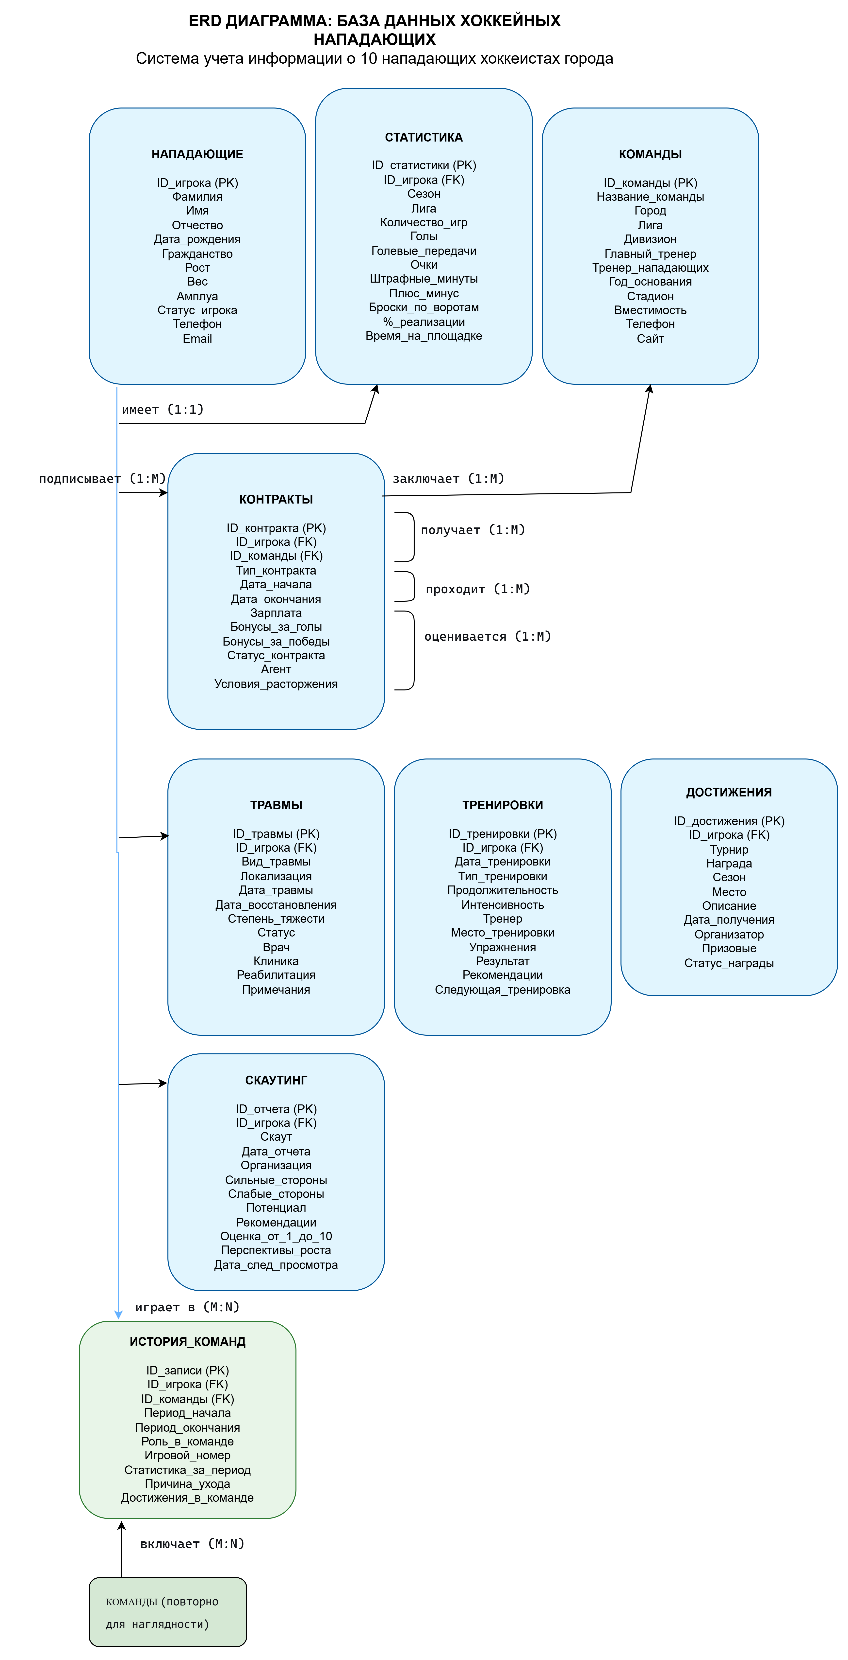 ERD ДИАГРАММА: БАЗА ДАННЫХ ХОККЕЙНЫХ
НАПАДАЮЩИХ
Система учета информации о 10 нападающих хоккеистах города
НАПАДАЮЩИЕ
ID_игрока (PK)
Фамилия
Имя
Отчество
Дата_рождения
Гражданство
Рост
Вес
Амплуа
Статус_игрока
Телефон
Email
СТАТИСТИКА
ID_статистики (PK)
ID_игрока (FK)
Сезон
Лига
Количество_игр
Голы
Голевые_передачи
Очки
Штрафные_минуты
Плюс_минус
Броски_по_воротам
%_реализации
Время_на_площадке
КОМАНДЫ
ID_команды (PK)
Название_команды
Город
Лига
Дивизион
Главный_тренер
Тренер_нападающих
Год_основания
Стадион
Вместимость
Телефон
Сайт
имеет (1:1)
подписывает (1:M)
заключает (1:M)
КОНТРАКТЫ
ID_контракта (PK)
ID_игрока (FK)
ID_команды (FK)
Тип_контракта
Дата_начала
Дата_окончания
Зарплата
Бонусы_за_голы
Бонусы_за_победы
Статус_контракта
Агент
Условия_расторжения
получает (1:M)
проходит (1:M)
оценивается (1:M)
ТРАВМЫ
ID_травмы (PK)
ID_игрока (FK)
Вид_травмы
Локализация
Дата_травмы
Дата_восстановления
Степень_тяжести
Статус
Врач
Клиника
Реабилитация
Примечания
ТРЕНИРОВКИ
ID_тренировки (PK)
ID_игрока (FK)
Дата_тренировки
Тип_тренировки
Продолжительность
Интенсивность
Тренер
Место_тренировки
Упражнения
Результат
Рекомендации
Следующая_тренировка
ДОСТИЖЕНИЯ
ID_достижения (PK)
ID_игрока (FK)
Турнир
Награда
Сезон
Место
Описание
Дата_получения
Организатор
Призовые
Статус_награды
СКАУТИНГ
ID_отчета (PK)
ID_игрока (FK)
Скаут
Дата_отчета
Организация
Сильные_стороны
Слабые_стороны
Потенциал
Рекомендации
Оценка_от_1_до_10
Перспективы_роста
Дата_след_просмотра
играет в (M:N)
ИСТОРИЯ_КОМАНД
ID_записи (PK)
ID_игрока (FK)
ID_команды (FK)
Период_начала
Период_окончания
Роль_в_команде
Игровой_номер
Статистика_за_период
Причина_ухода
Достижения_в_команде
включает (M:N)
КОМАНДЫ (повторно
для наглядности)